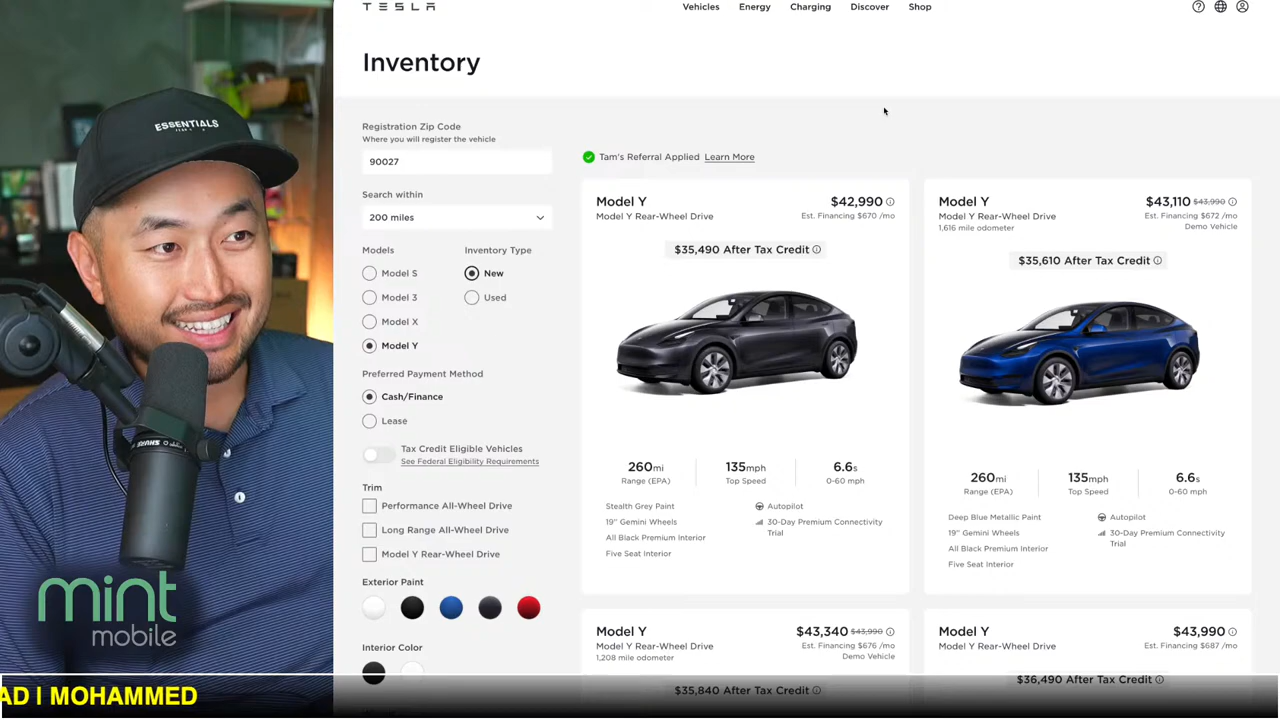 TESLA
Vehicles Energy Charging Discover Shop
Inventory
ESSENTIALS
Registration Zip Code
Where you will register the vehicle
90027
Search within
200 miles
Models
Model S
Model 3
Model X
Model Y
Inventory Type
New
Used
Preferred Payment Method
Cash/Finance
Lease
Tax Credit Eligible Vehicles
See Federal Eligibility Requirements
Trim
Performance All-Wheel Drive
Long Range All-Wheel Drive
Model Y Rear-Wheel Drive
Exterior Paint
Interior Color
Tam's Referral Applied Learn More
Model Y $42,990
Model Y Rear-Wheel Drive Est. Financing $670 /mo
$35,490 After Tax Credit
260mi 135mph 6.6s
Range (EPA) Top Speed 0-60 mph
Stealth Grey Paint
19" Gemini Wheels
All Black Premium Interior
Five Seat Interior
Autopilot
30-Day Premium Connectivity
Trial
Model Y $43,110 $43,990
Model Y Rear-Wheel Drive Est. Financing $672 /mo
1,616 mile odometer Demo Vehicle
$35,610 After Tax Credit
260mi 135mph 6.6s
Range (EPA) Top Speed 0-60 mph
Deep Blue Metallic Paint
19" Gemini Wheels
All Black Premium Interior
Five Seat Interior
Autopilot
30-Day Premium Connectivity
Trial
Model Y $43,340 $43,990
Model Y Rear-Wheel Drive Est. Financing $676 /mo
1,208 mile odometer Demo Vehicle
$35,840 After Tax Credit
Model Y $43,990
Model Y Rear-Wheel Drive Est. Financing $687 /mo
$36,490 After Tax Credit
SHURE
mint
mobile
AD I MOHAMMED